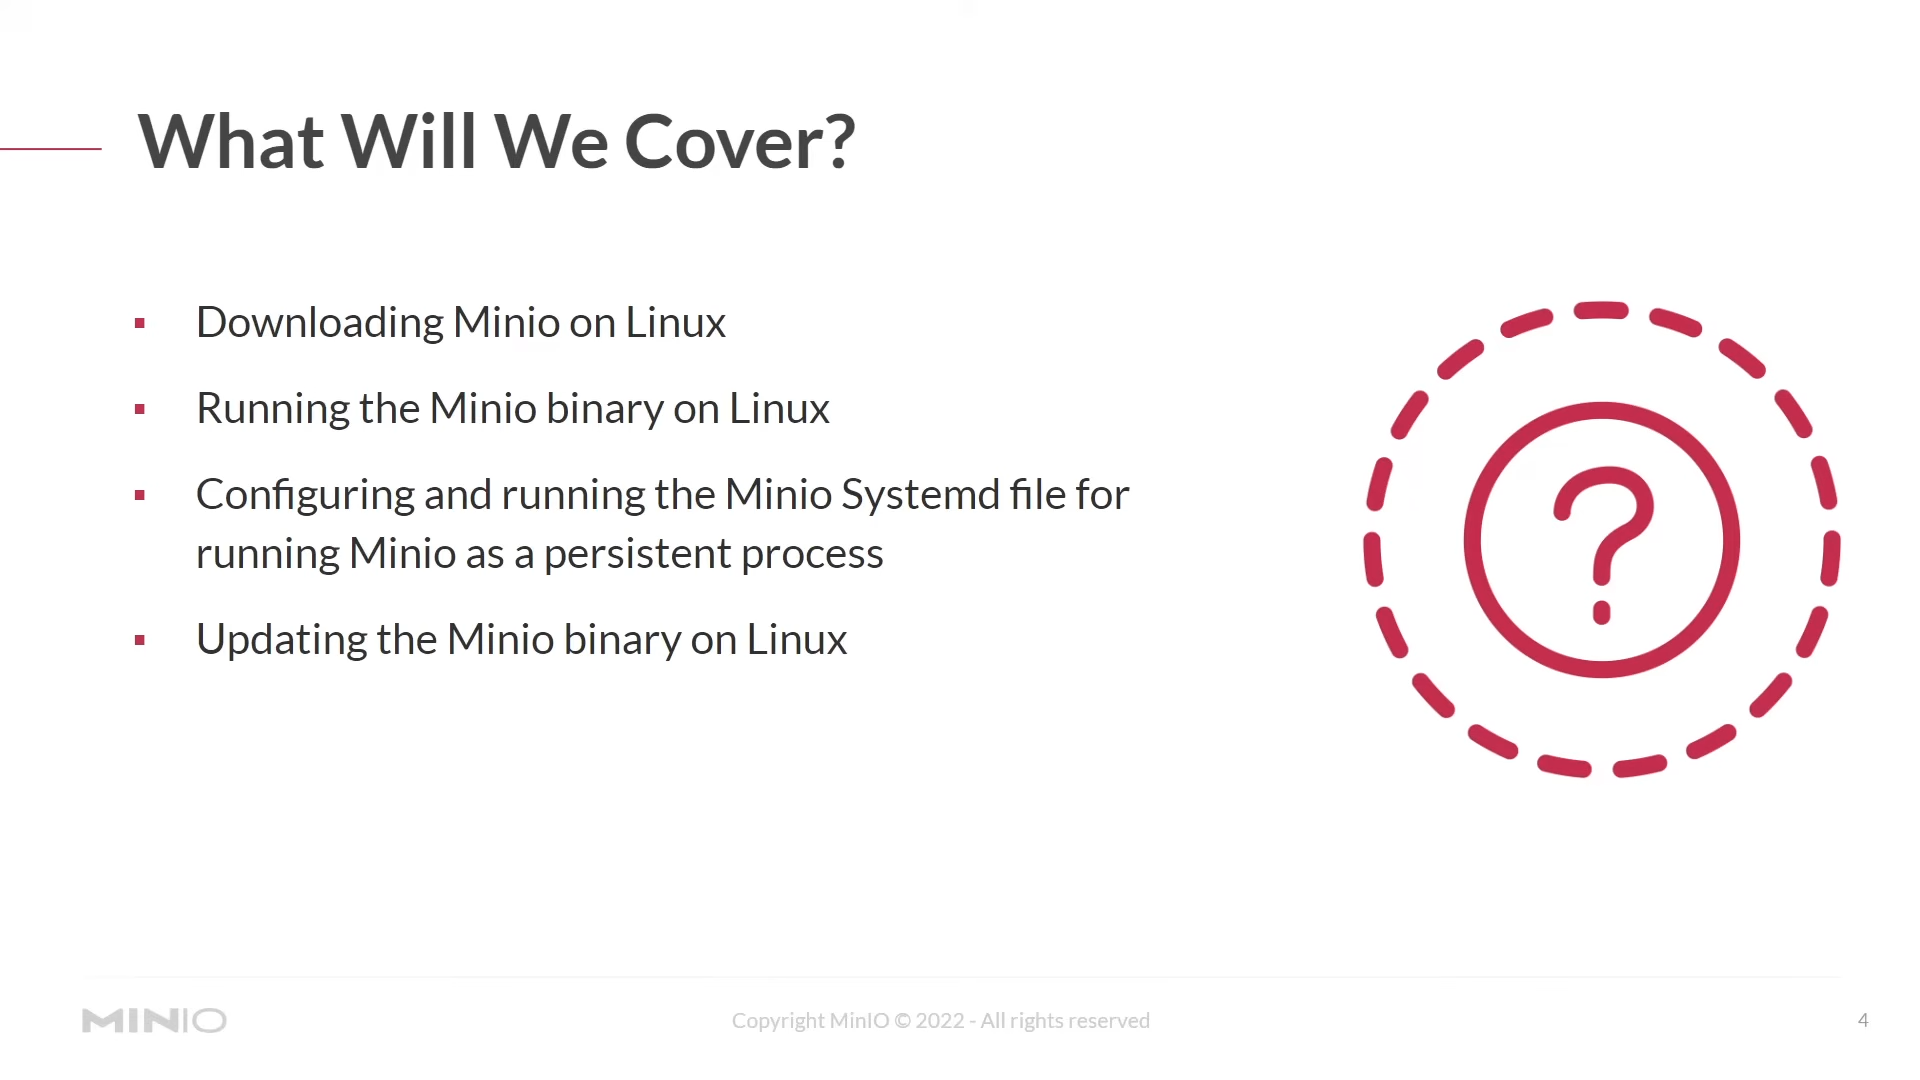 What Will We Cover?
▪ Downloading Minio on Linux
▪ Running the Minio binary on Linux
▪ Configuring and running the Minio Systemd file for
running Minio as a persistent process
▪ Updating the Minio binary on Linux
?
MINIO
Copyright MinIO © 2022 - All rights reserved
4